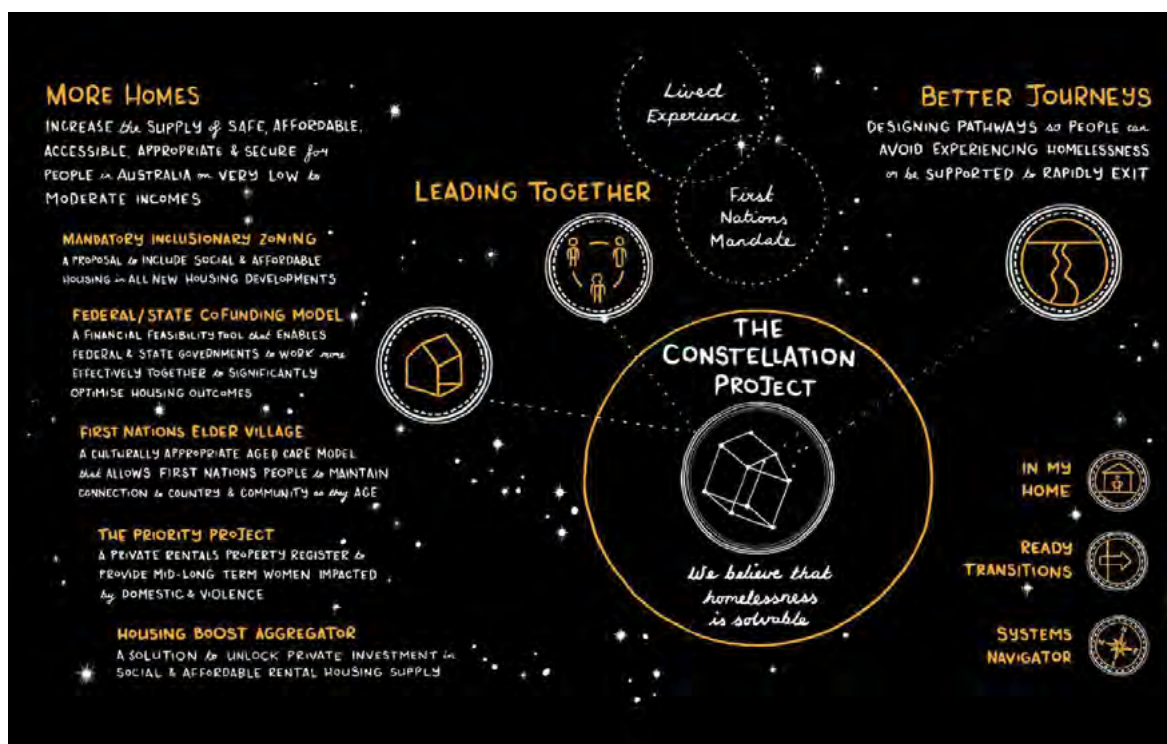 MORE HOMES
INCREASE the SUPPLY of SAFE, AFFORDABLE,
ACCESSIBLE, APPROPRIATE & SECURE for
PEOPLE in AUSTRALIA on VERY LOW to
MODERATE INCOMES
MANDATORY INCLUSIONARY ZONING
A PROPOSAL to INCLUDE SOCIAL & AFFORDABLE
HOUSING in ALL NEW HOUSING DEVELOPMENTS
FEDERAL/STATE COFUNDING MODEL
A FINANCIAL FEASIBILITY TOOL that ENABLES
FEDERAL & STATE GOVERNMENTS to WORK more
EFFECTIVELY TOGETHER to SIGNIFICANTLY
OPTIMISE HOUSING OUTCOMES
FIRST NATIONS ELDER VILLAGE
A CULTURALLY APPROPRIATE AGED CARE MODEL
that ALLOWS FIRST NATIONS PEOPLE to MAINTAIN
CONNECTION to COUNTRY & COMMUNITY as they AGE
THE PRIORITY PROJECT
A PRIVATE RENTALS PROPERTY REGISTER to
PROVIDE MID-LONG TERM WOMEN IMPACTED
by DOMESTIC & VIOLENCE
HOUSING BOOST AGGREGATOR
A SOLUTION to UNLOCK PRIVATE INVESTMENT in
SOCIAL & AFFORDABLE RENTAL HOUSING SUPPLY
LEADING TOGETHER
Lived
Experience
First
Nations
Mandate
THE
CONSTELLATION
PROJECT
We believe that
homelessness
is solvable
BETTER JOURNEYS
DESIGNING PATHWAYS so PEOPLE can
AVOID EXPERIENCING HOMELESSNESS
or be SUPPORTED to RAPIDLY EXIT
IN MY
HOME
READY
TRANSITIONS
SYSTEMS
NAVIGATOR